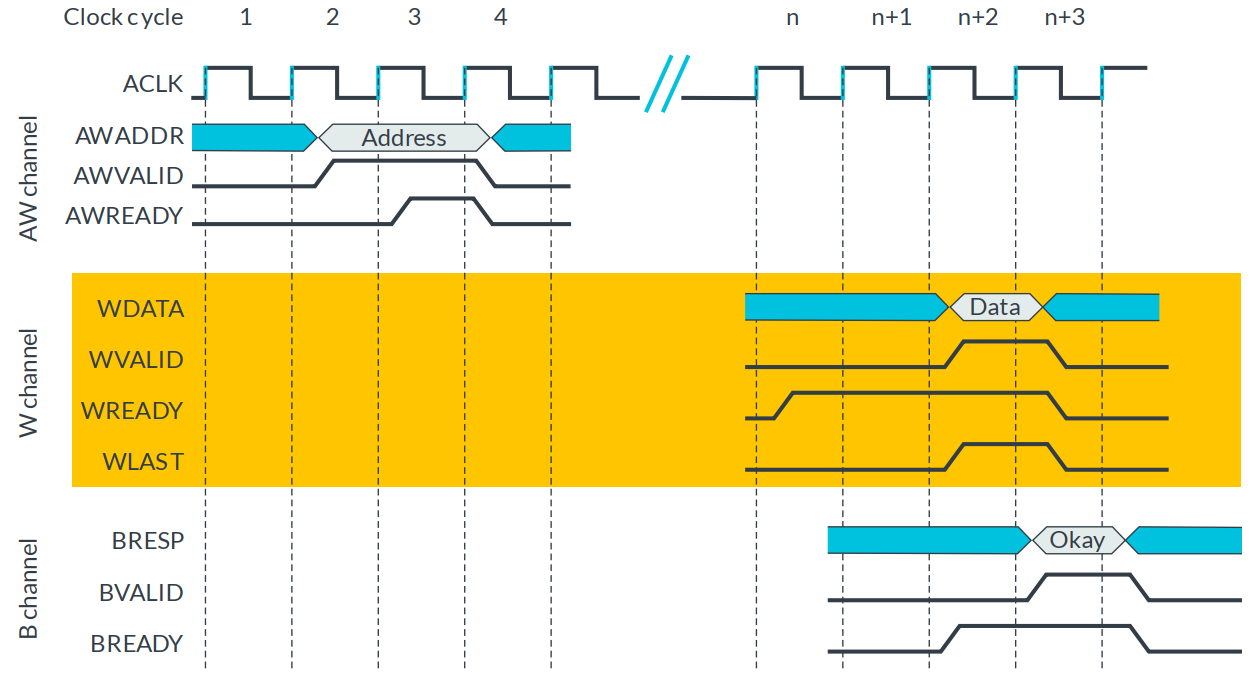 Clock cycle 1 2 3 4 n n+1 n+2 n+3
ACLK
AW channel
AWADDR Address
AWVALID
AWREADY
W channel
WDATA Data
WVALID
WREADY
WLAST
B channel
BRESP Okay
BVALID
BREADY